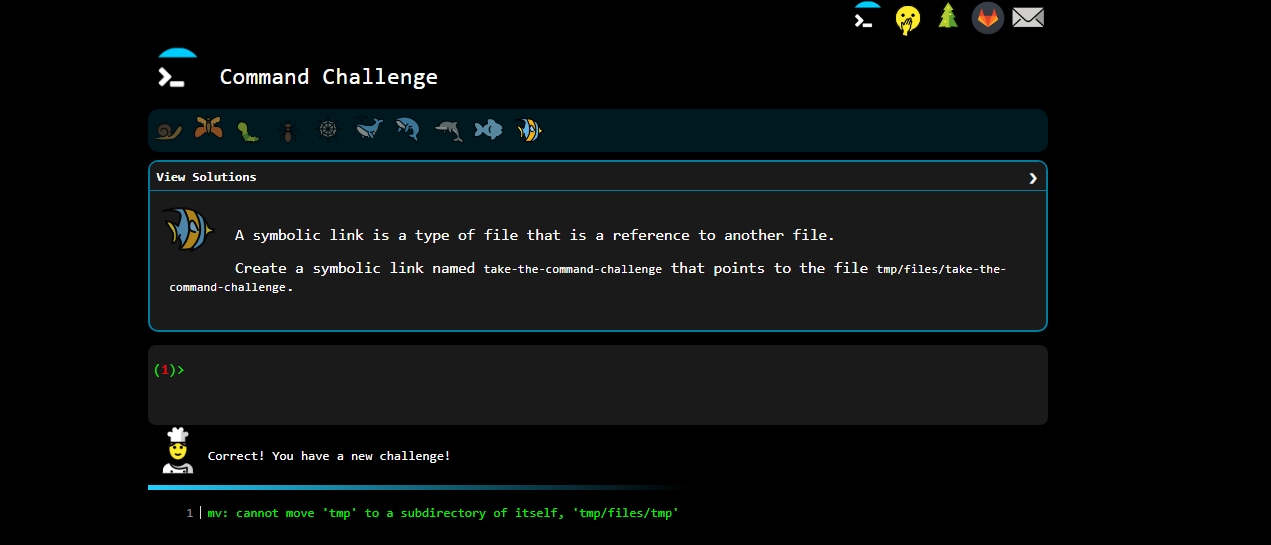 Command Challenge
View Solutions
A symbolic link is a type of file that is a reference to another file.
Create a symbolic link named take-the-command-challenge that points to the file tmp/files/take-the-
command-challenge.
(1)>
Correct! You have a new challenge!
1 mv: cannot move 'tmp' to a subdirectory of itself, 'tmp/files/tmp'